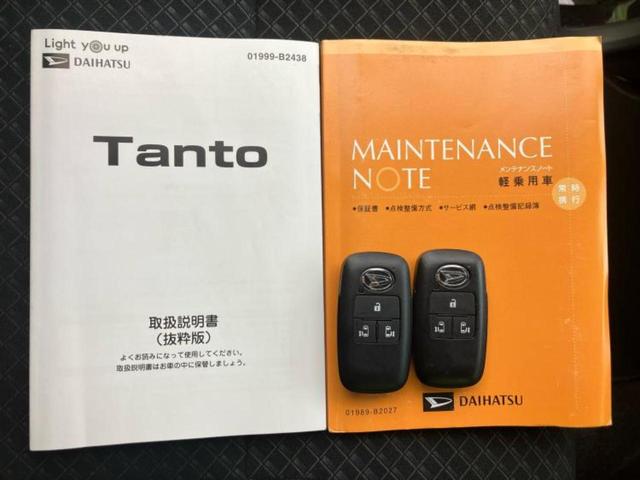 Light you up
DAIHATSU
01999-B2438
Tanto
取扱説明書
（抜粋版）
よくお読みになって使用してください。
取扱説明書はお車の中に保管しましょう。
MAINTENANCE
NOTE
メンテナンスノート
軽乗用車
常時
携行
●保証書 ●点検整備方式 ●サービス網 ●点検整備記録簿
01989-B2027
DAIHATSU